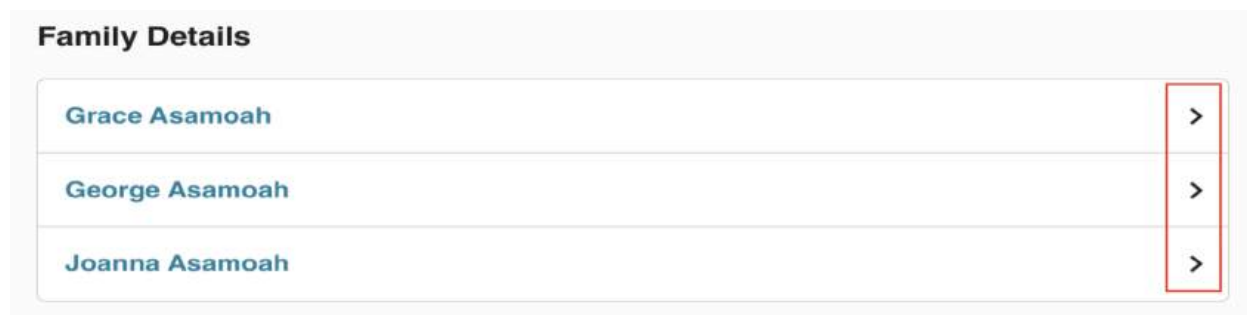 Family Details
Grace Asamoah >
George Asamoah >
Joanna Asamoah >